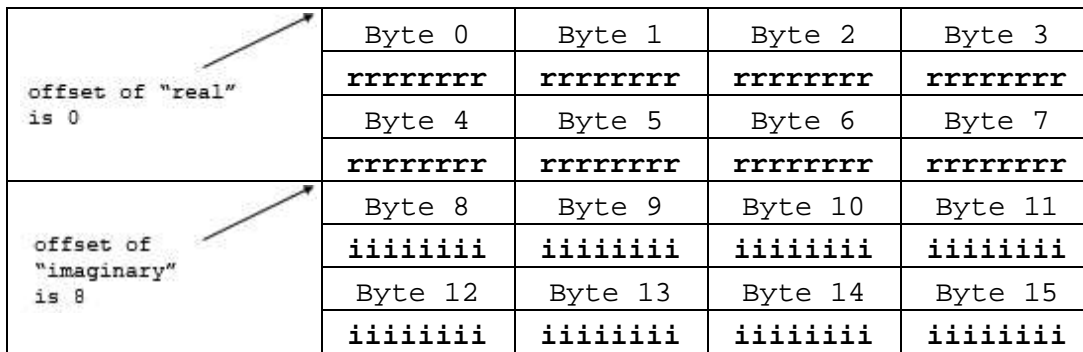 Byte 0 Byte 1 Byte 2 Byte 3
rrrrrrrr rrrrrrrr rrrrrrrr rrrrrrrr
offset of “real”
is 0
Byte 4 Byte 5 Byte 6 Byte 7
rrrrrrrr rrrrrrrr rrrrrrrr rrrrrrrr
Byte 8 Byte 9 Byte 10 Byte 11
iiiiiiii iiiiiiii iiiiiiii iiiiiiii
offset of
“imaginary”
is 8
Byte 12 Byte 13 Byte 14 Byte 15
iiiiiiii iiiiiiii iiiiiiii iiiiiiii